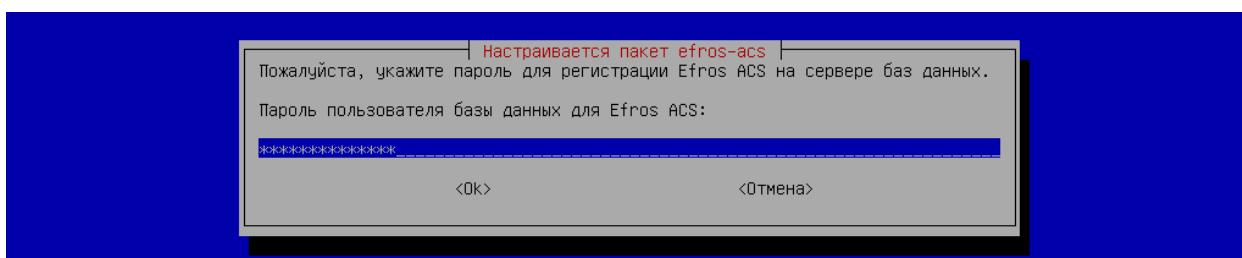 Настраивается пакет efros-acs
Пожалуйста, укажите пароль для регистрации Efros ACS на сервере баз данных.
Пароль пользователя базы данных для Efros ACS:
**************
<Ok> <Отмена>